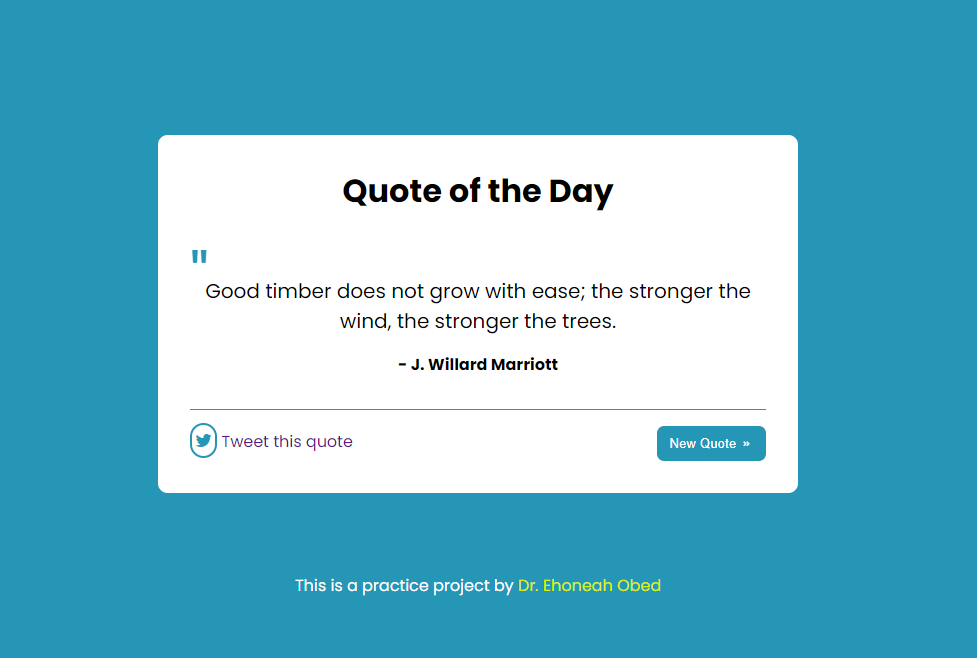 Quote of the Day
"
Good timber does not grow with ease; the stronger the
wind, the stronger the trees.
- J. Willard Marriott
Tweet this quote
New Quote »
This is a practice project by Dr. Ehoneah Obed